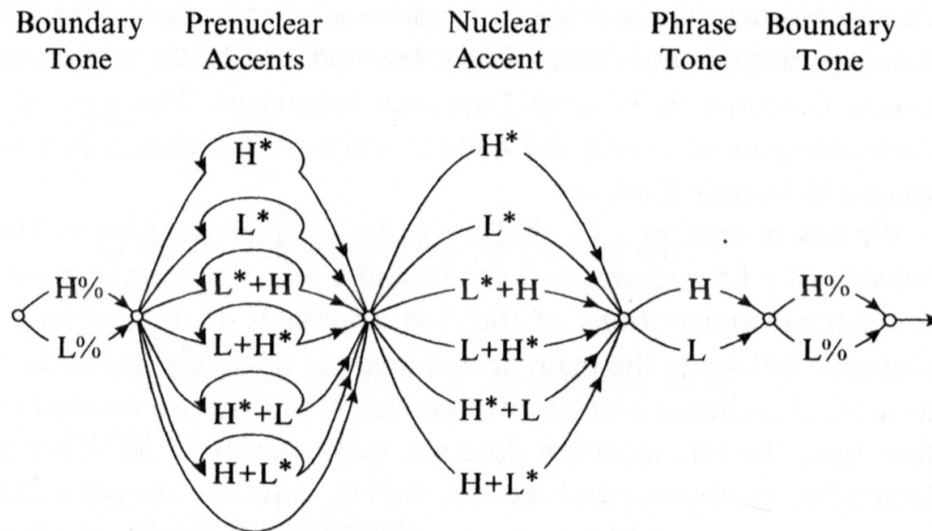 Boundary Prenuclear Nuclear Phrase Boundary
Tone Accents Accent Tone Tone
H* H*
L* L*
H% L*+H L*+H H H%
L% L+H* L+H* L L%
H*+L H*+L
H+L* H+L*